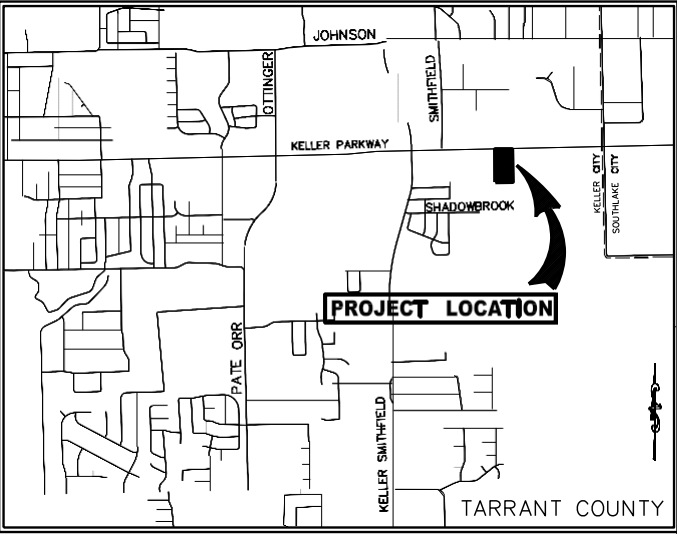 JOHNSON
OTTINGER
SMITHFIELD
KELLER PARKWAY
KELLER CITY
SOUTHLAKE CITY
SHADOWBROOK
PROJECT LOCATION
PATE ORR
KELLER SMITHFIELD
TARRANT COUNTY